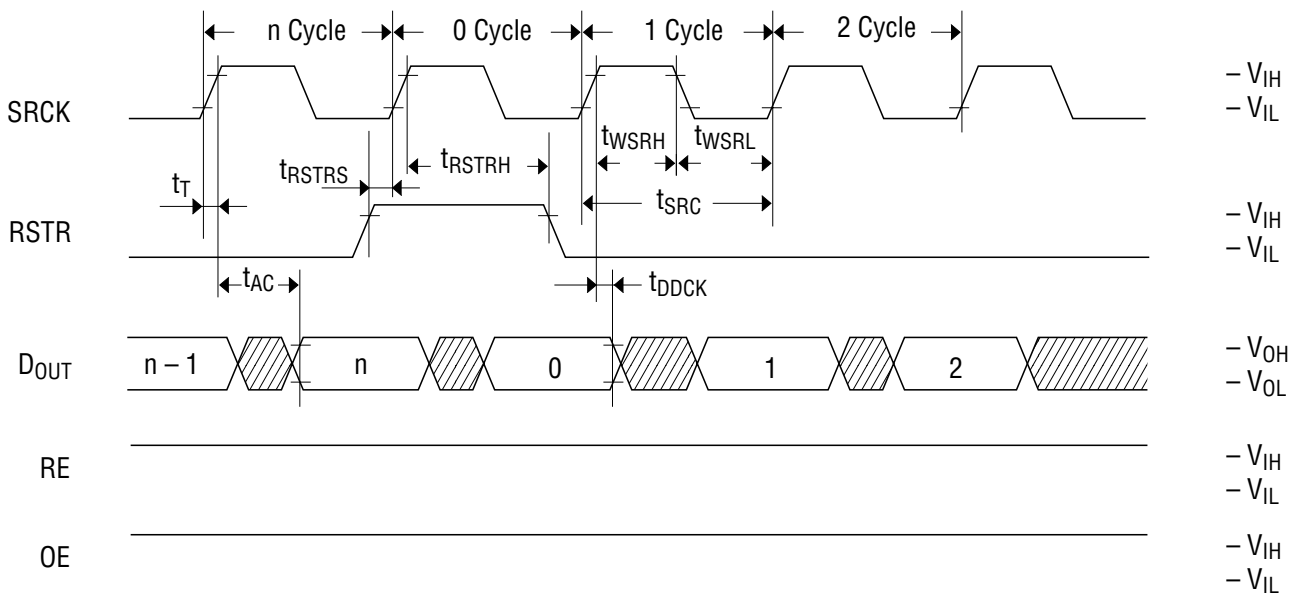 n Cycle 0 Cycle 1 Cycle 2 Cycle
SRCK – VIH
– VIL
tWSRH tWSRL
tT tRSTRS tRSTRH
tSRC
RSTR – VIH
– VIL
tAC tDDCK
DOUT n – 1 n 0 1 2 – VOH
– VOL
RE – VIH
– VIL
OE – VIH
– VIL